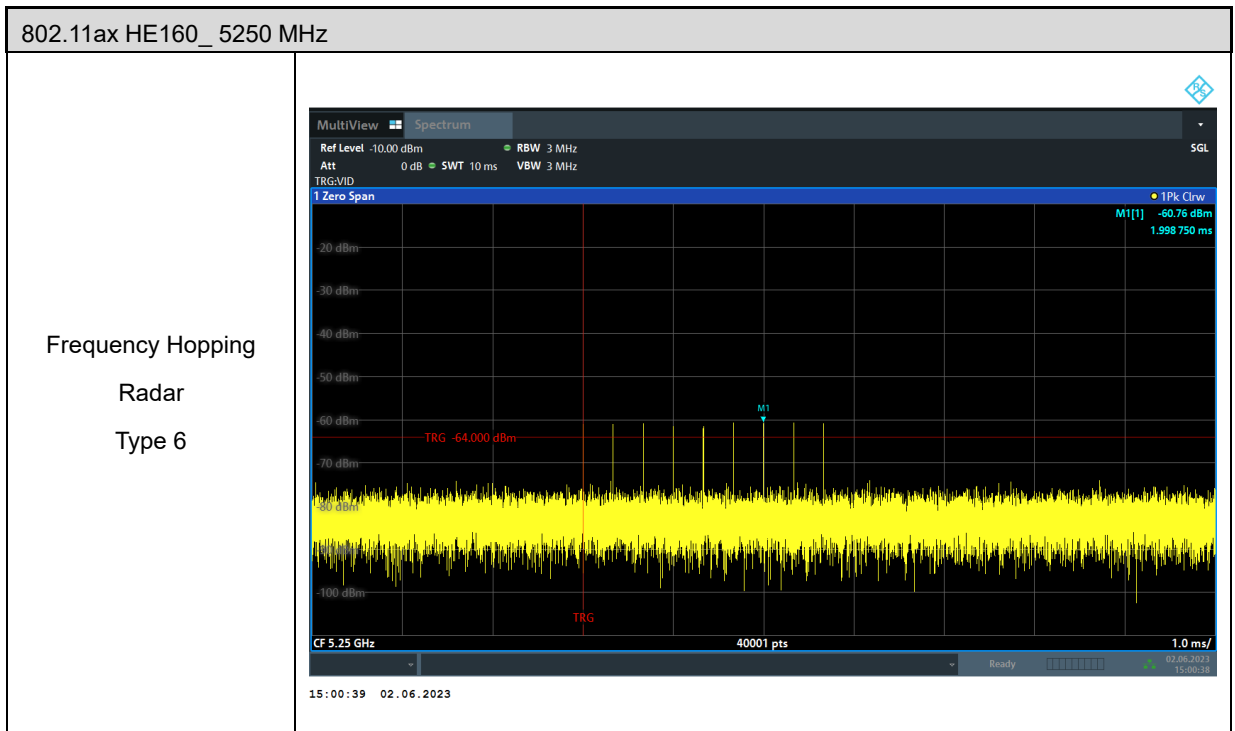 802.11ax HE160_ 5250 MHz
Frequency Hopping
Radar
Type 6
R S
MultiView Spectrum
Ref Level -10.00 dBm RBW 3 MHz SGL
Att 0 dB SWT 10 ms VBW 3 MHz
TRG:VID
1 Zero Span 1Pk Clrw
M1[1] -60.76 dBm
1.998 750 ms
-20 dBm
-30 dBm
-40 dBm
-50 dBm
M1
-60 dBm
TRG -64.000 dBm
-70 dBm
-80 dBm
-100 dBm
TRG
CF 5.25 GHz 40001 pts 1.0 ms/
Ready 02.06.2023
15:00:38
15:00:39 02.06.2023